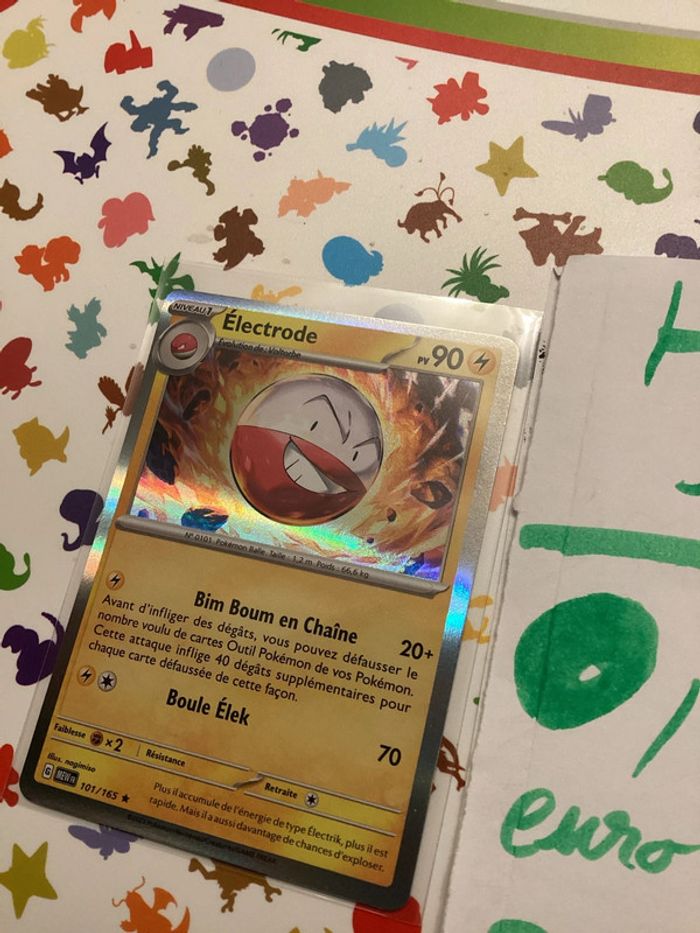 NIVEAU 1
Électrode
Évolution de : Voltorbe
PV 90
N° 0101 Pokémon Balle Taille : 1,2 m Poids : 66,6 kg
Bim Boum en Chaîne
20+
Avant d'infliger des dégâts, vous pouvez défausser le
nombre voulu de cartes Outil Pokémon de vos Pokémon.
Cette attaque inflige 40 dégâts supplémentaires pour
chaque carte défaussée de cette façon.
Boule Élek
70
Faiblesse
×2
Résistance
Retraite
Illus. nagimiso
G
MEW FR
101/165
Plus il accumule de l'énergie de type Électrik, plus il est
rapide. Mais il a aussi davantage de chances d'exploser.
euro